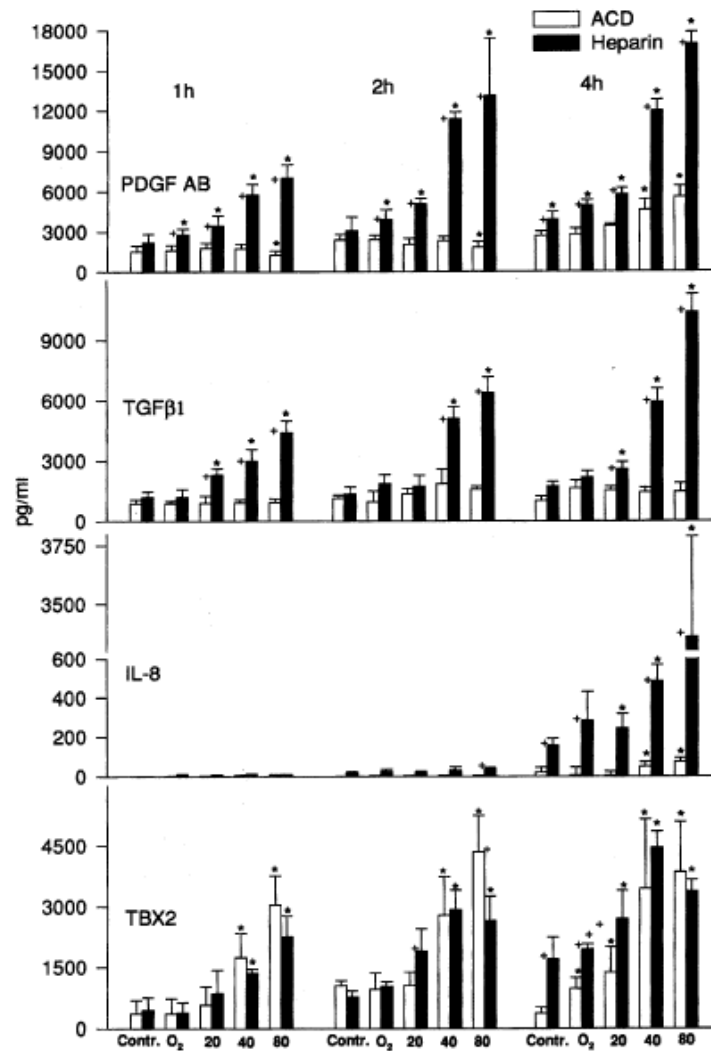 ACD
Heparin
18000
15000
12000
9000
6000
3000
0
1h
2h
4h
PDGF AB
9000
6000
3000
0
TGFβ1
pg/ml
3750
3500
600
400
200
0
IL-8
4500
3000
1500
0
TBX2
Contr. O₂ 20 40 80 Contr. O₂ 20 40 80 Contr. O₂ 20 40 80